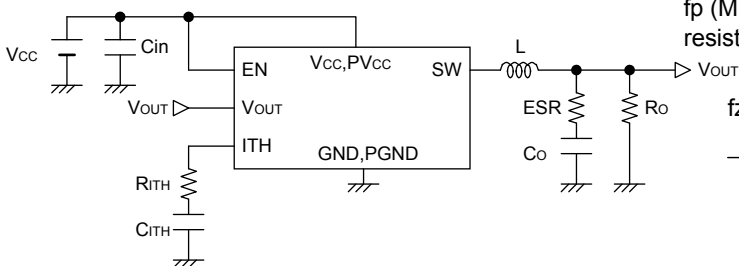 fp (M
resist
VCC
Cin
EN
VCC,PVCC
SW
L
VOUT
VOUT
VOUT
ITH
GND,PGND
ESR
RO
CO
RITH
CITH
fz